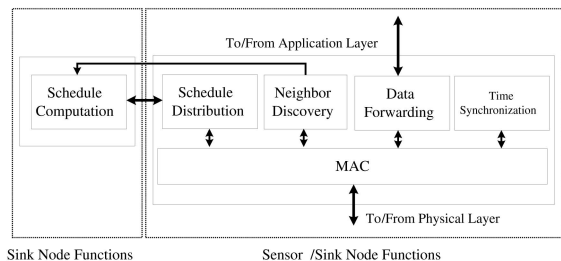 To/From Application Layer
Schedule
Computation
Schedule
Distribution
Neighbor
Discovery
Data
Forwarding
Time
Synchronization
MAC
To/From Physical Layer
Sink Node Functions
Sensor /Sink Node Functions